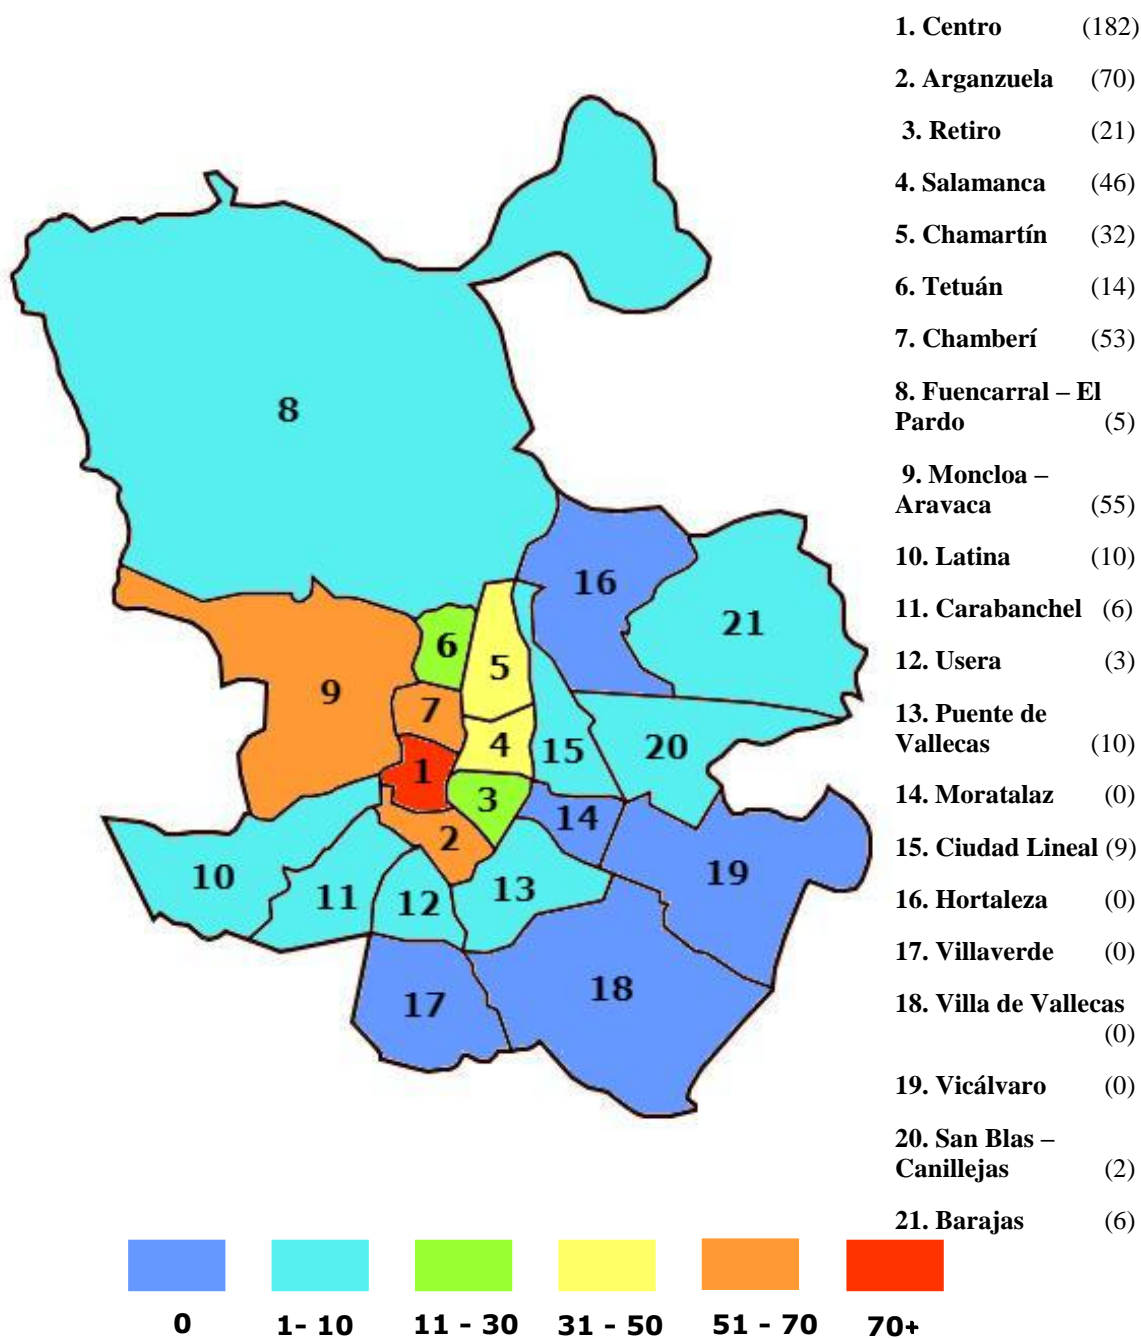 1. Centro (182)
2. Arganzuela (70)
3. Retiro (21)
4. Salamanca (46)
5. Chamartín (32)
6. Tetuán (14)
7. Chamberí (53)
8. Fuencarral – El
Pardo (5)
9. Moncloa –
Aravaca (55)
10. Latina (10)
11. Carabanchel (6)
12. Usera (3)
13. Puente de
Vallecas (10)
14. Moratalaz (0)
15. Ciudad Lineal (9)
16. Hortaleza (0)
17. Villaverde (0)
18. Villa de Vallecas
(0)
19. Vicálvaro (0)
20. San Blas –
Canillejas (2)
21. Barajas (6)
8
16
21
6
5
9
7
4
15
20
1
3
14
2
10
11
12
13
19
17
18
0
1- 10
11 - 30
31 - 50
51 - 70
70+